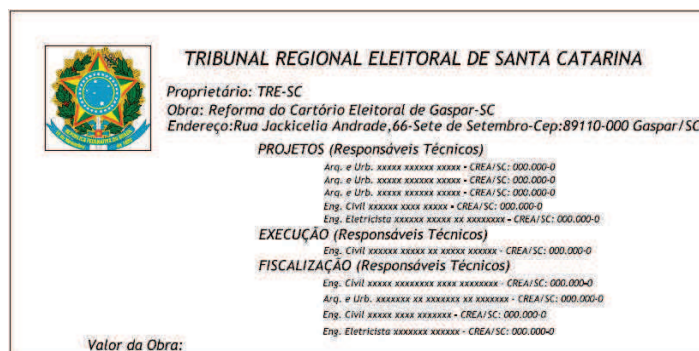 TRIBUNAL REGIONAL ELEITORAL DE SANTA CATARINA
Proprietário: TRE-SC
Obra: Reforma do Cartório Eleitoral de Gaspar-SC
Endereço:Rua Jackicelia Andrade,66-Sete de Setembro-Cep:89110-000 Gaspar/SC
PROJETOS (Responsáveis Técnicos)
Arq. e Urb. xxxxx xxxxxx xxxxx - CREA/SC: 000.000-0
Arq. e Urb. xxxxx xxxxxx xxxxx - CREA/SC: 000.000-0
Arq. e Urb. xxxxx xxxxxx xxxxx - CREA/SC: 000.000-0
Eng. Civil xxxxxx xxxx xxxxx - CREA/SC: 000.000-0
Eng. Eletricista xxxxxx xxxxx xx xxxxxxxx - CREA/SC: 000.000-0
EXECUÇÃO (Responsáveis Técnicos)
Eng. Civil xxxxx xxxxx xx xxxxx xxxxxx - CREA/SC: 000.000-0
FISCALIZAÇÃO (Responsáveis Técnicos)
Eng. Civil xxxxx xxxxxxxx xxxx xxxxxxxx - CREA/SC: 000.000-0
Arq. e Urb. xxxxxxx xx xxxxxxx xx xxxxxxx - CREA/SC: 000.000-0
Eng. Civil xxxxx xxxx xxxxxxx - CREA/SC: 000.000-0
Eng. Eletricista xxxxxxx xxxxxx - CREA/SC: 000.000-0
Valor da Obra: